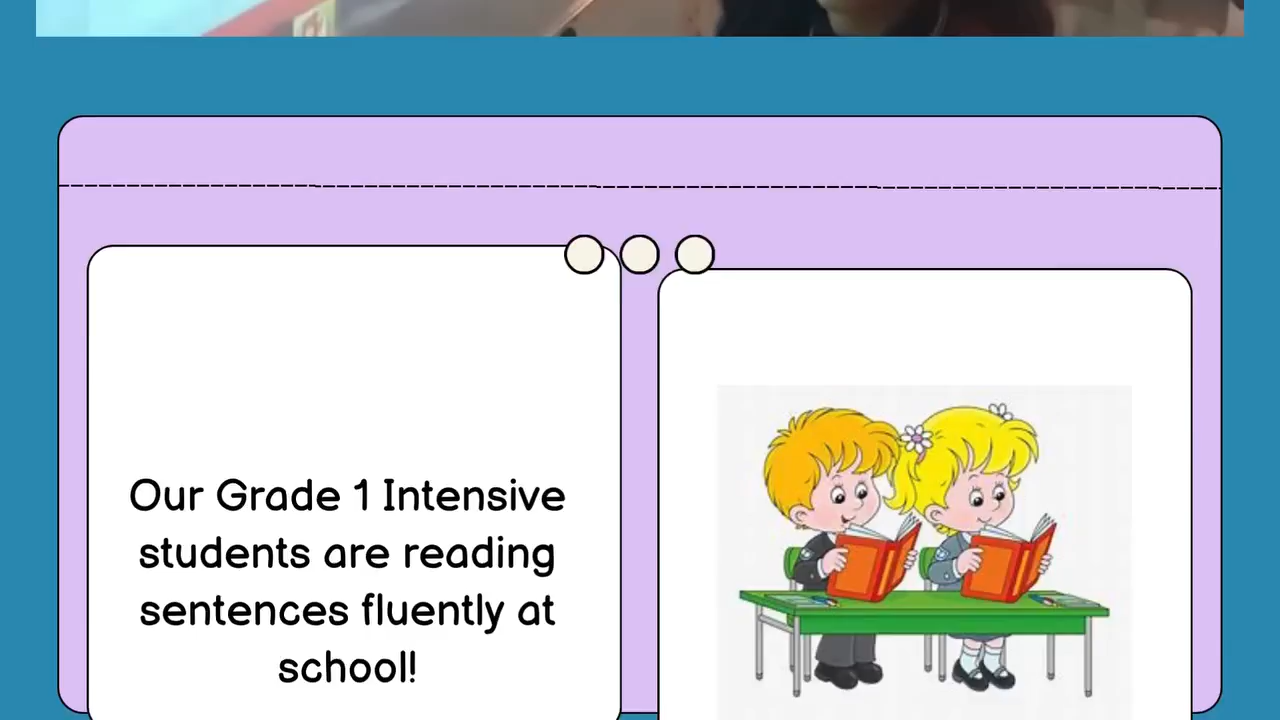 Our Grade 1 Intensive
students are reading
sentences fluently at
school!